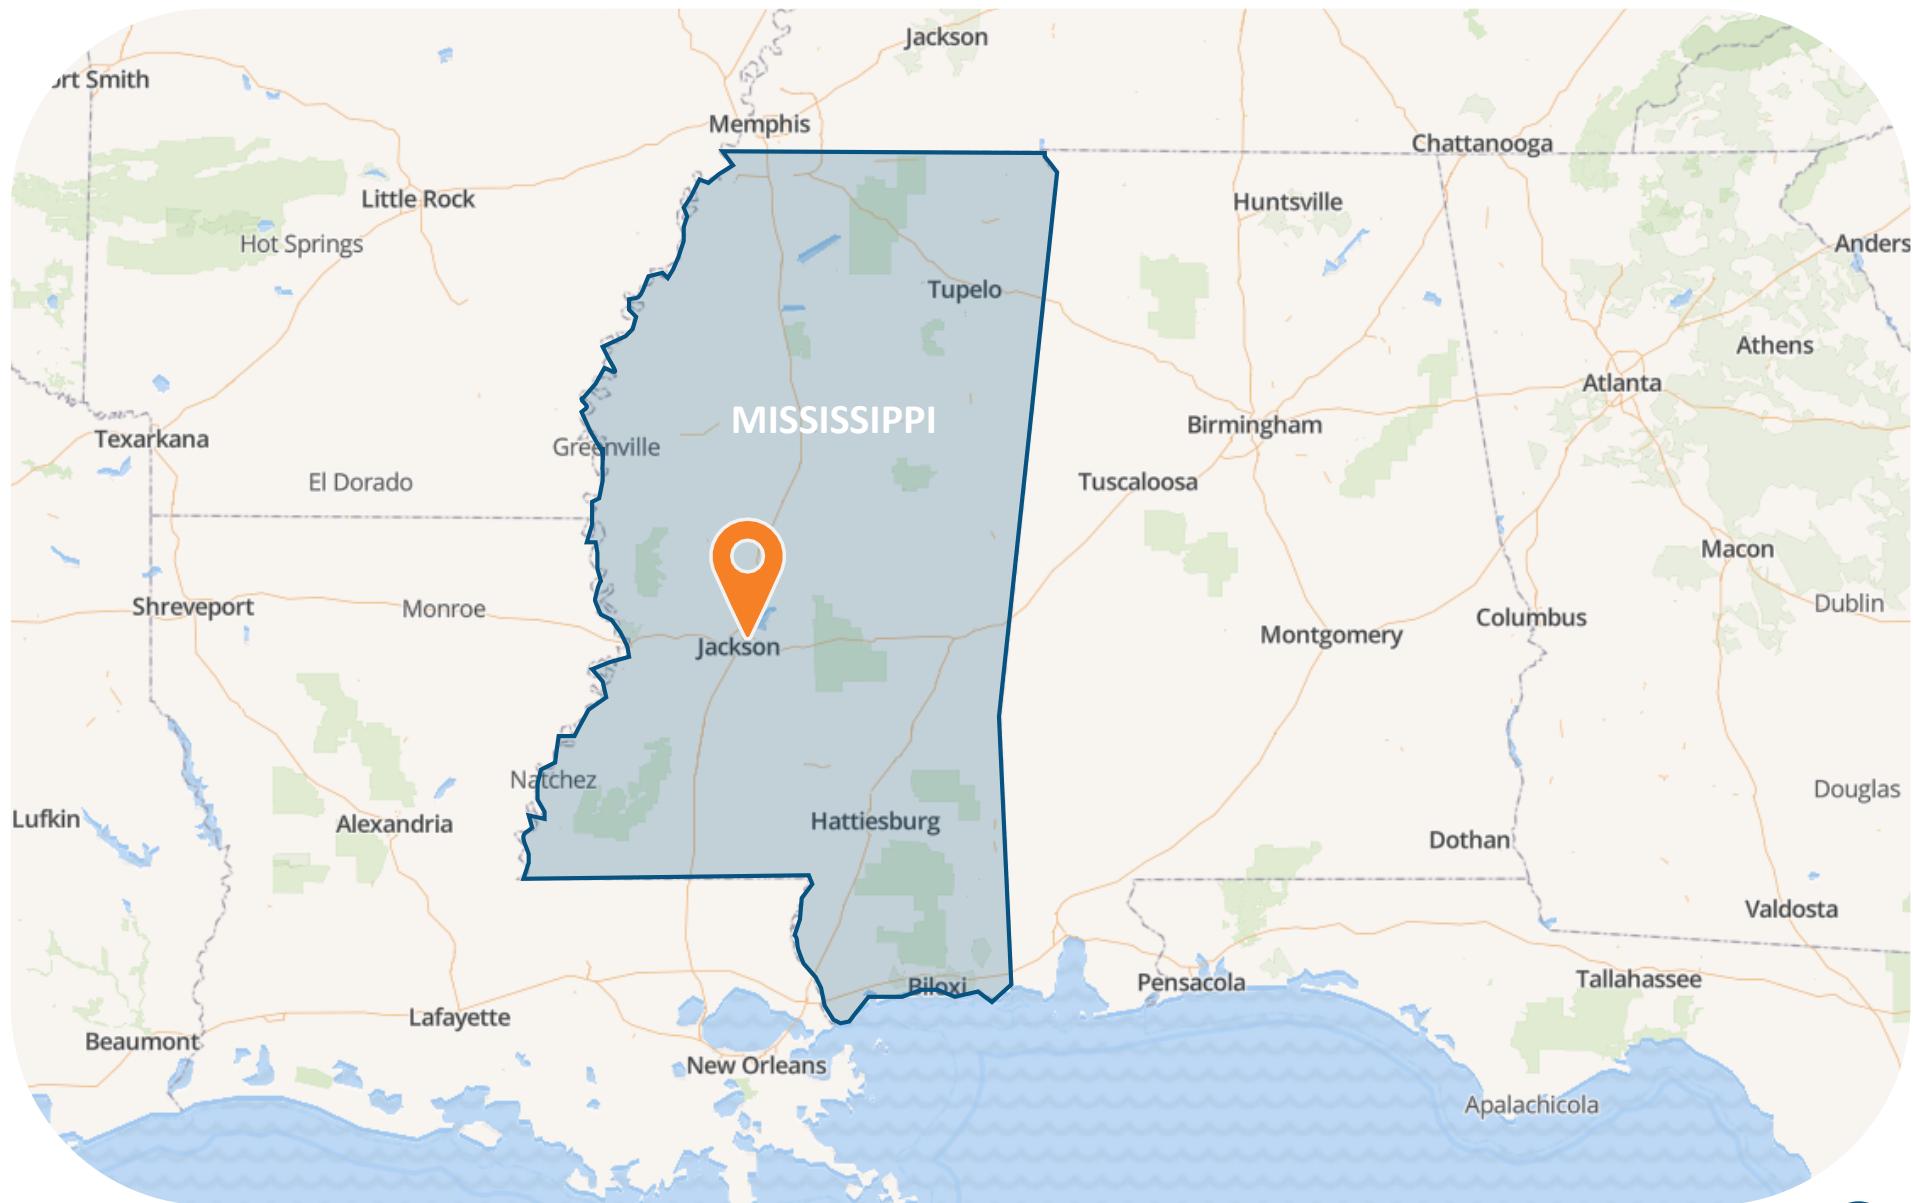 Jackson
ort Smith
Memphis
Chattanooga
Little Rock
Huntsville
Hot Springs
Anders
Tupelo
Athens
Atlanta
MISSISSIPPI
Birmingham
Texarkana
Greenville
El Dorado
Tuscaloosa
Macon
Shreveport
Monroe
Dublin
Columbus
Montgomery
Jackson
Natchez
Douglas
Lufkin
Alexandria
Hattiesburg
Dothan
Valdosta
Biloxi
Pensacola
Tallahassee
Lafayette
Beaumont
New Orleans
Apalachicola